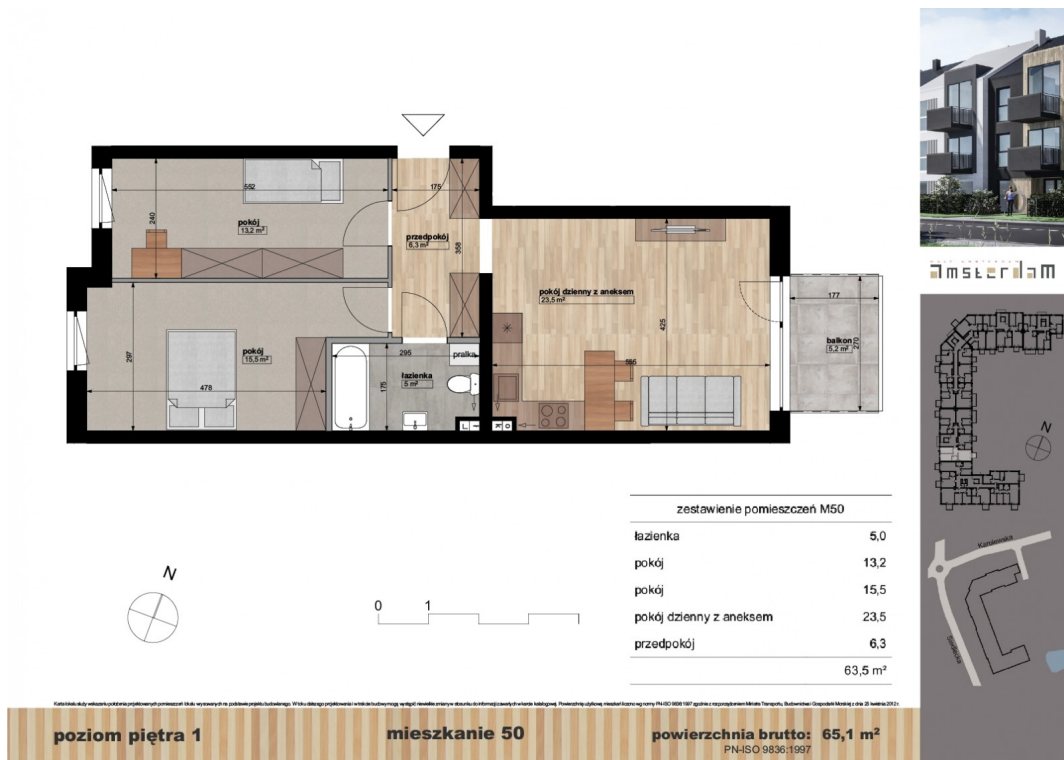 552
175
240
pokój
13,2 m²
przedpokój
6,3 m²
358
pokój dzienny z aneksem
23,5 m²
425
555
177
balkon
5,2 m²
270
297
pokój
15,5 m²
478
295
pralka
łazienka
5 m²
175
amsterdam
N
zestawienie pomieszczeń M50
łazienka 5,0
pokój 13,2
pokój 15,5
pokój dzienny z aneksem 23,5
przedpokój 6,3
63,5 m²
N
0 1
Kamiewska
Siedlecka
poziom piętra 1
mieszkanie 50
powierzchnia brutto: 65,1 m²
PN-ISO 9836:1997